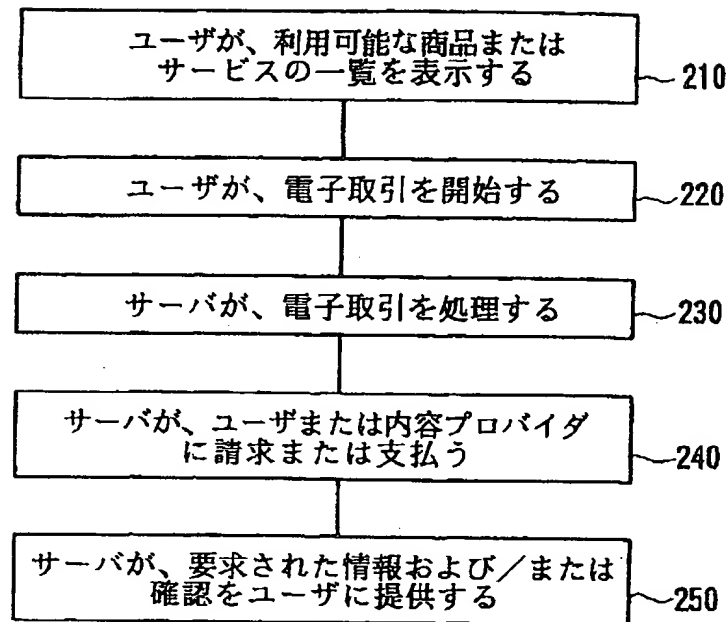 ユーザが、利用可能な商品または
サービスの一覧を表示する
210
ユーザが、電子取引を開始する
220
サーバが、電子取引を処理する
230
サーバが、ユーザまたは内容プロバイダ
に請求または支払う
240
サーバが、要求された情報および／または
確認をユーザに提供する
250